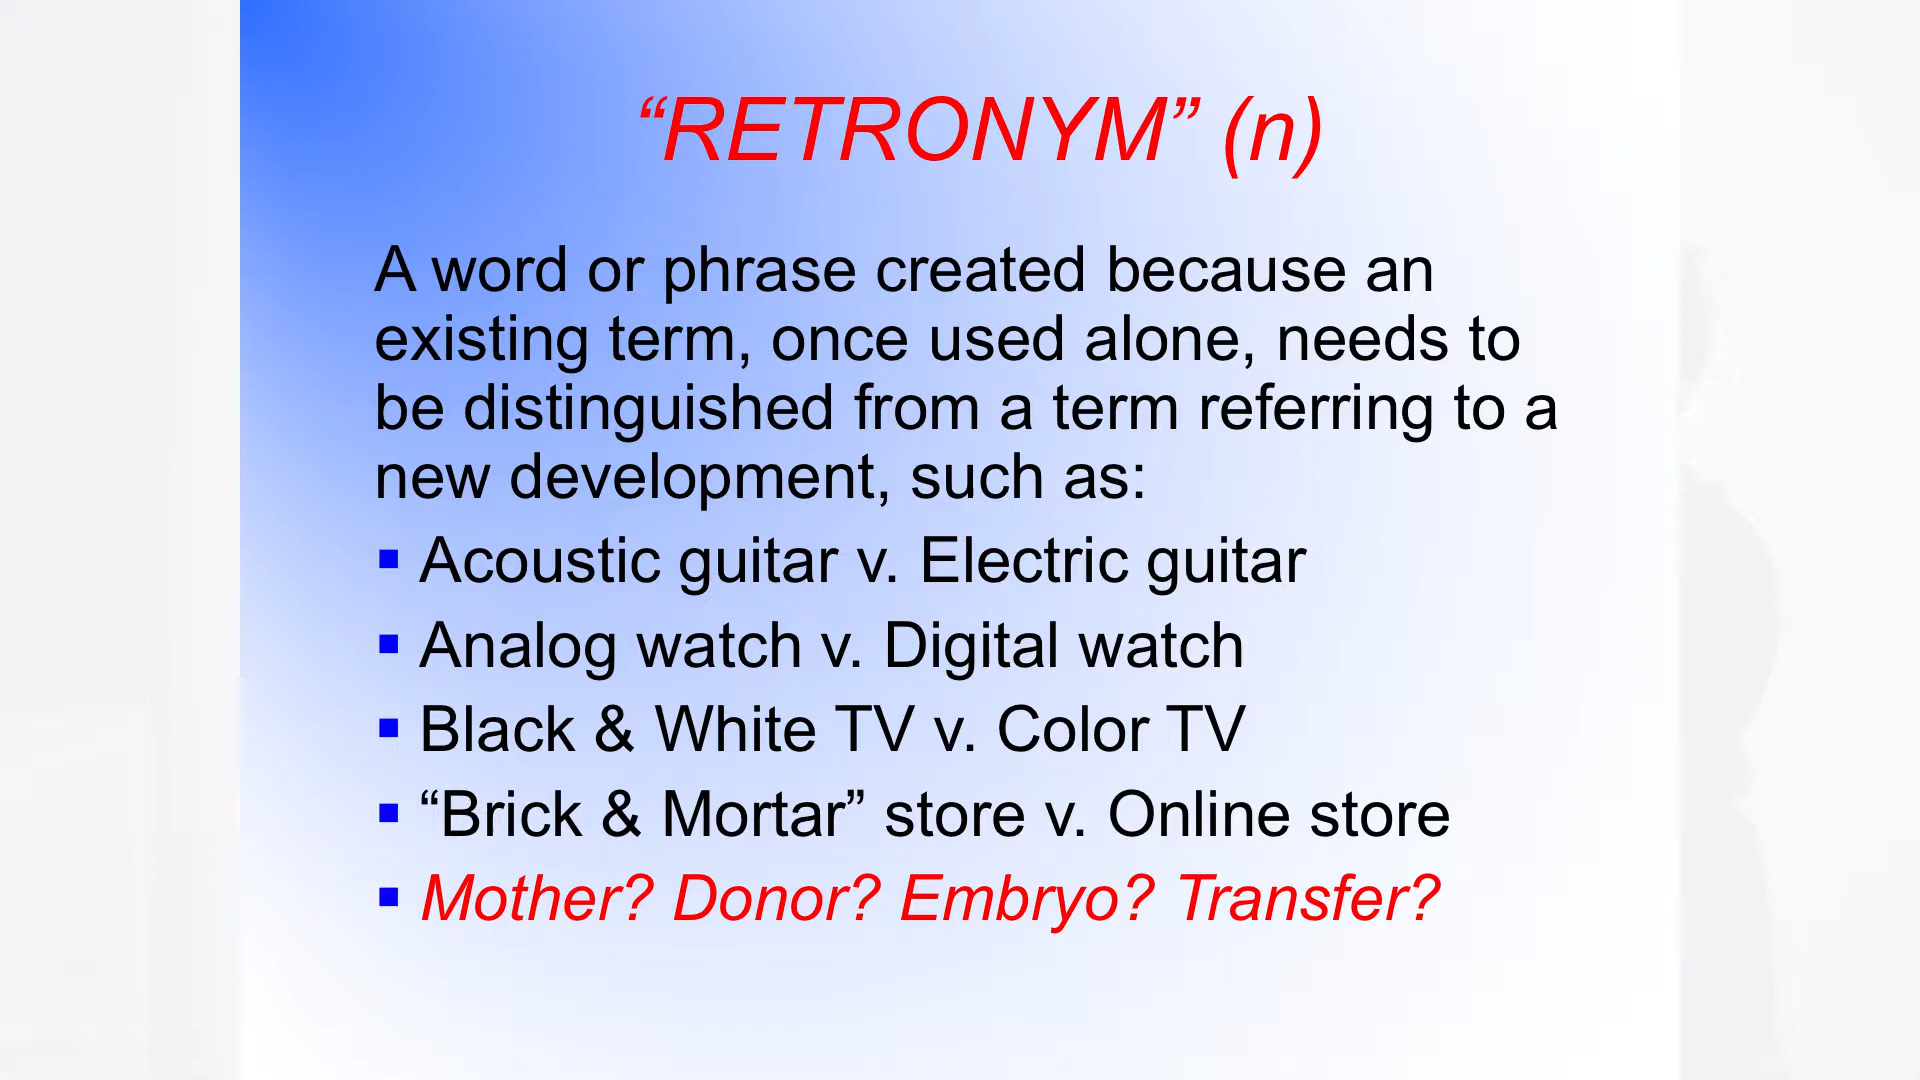 “RETRONYM” (n)
A word or phrase created because an
existing term, once used alone, needs to
be distinguished from a term referring to a
new development, such as:
▪ Acoustic guitar v. Electric guitar
▪ Analog watch v. Digital watch
▪ Black & White TV v. Color TV
▪ “Brick & Mortar” store v. Online store
▪ Mother? Donor? Embryo? Transfer?